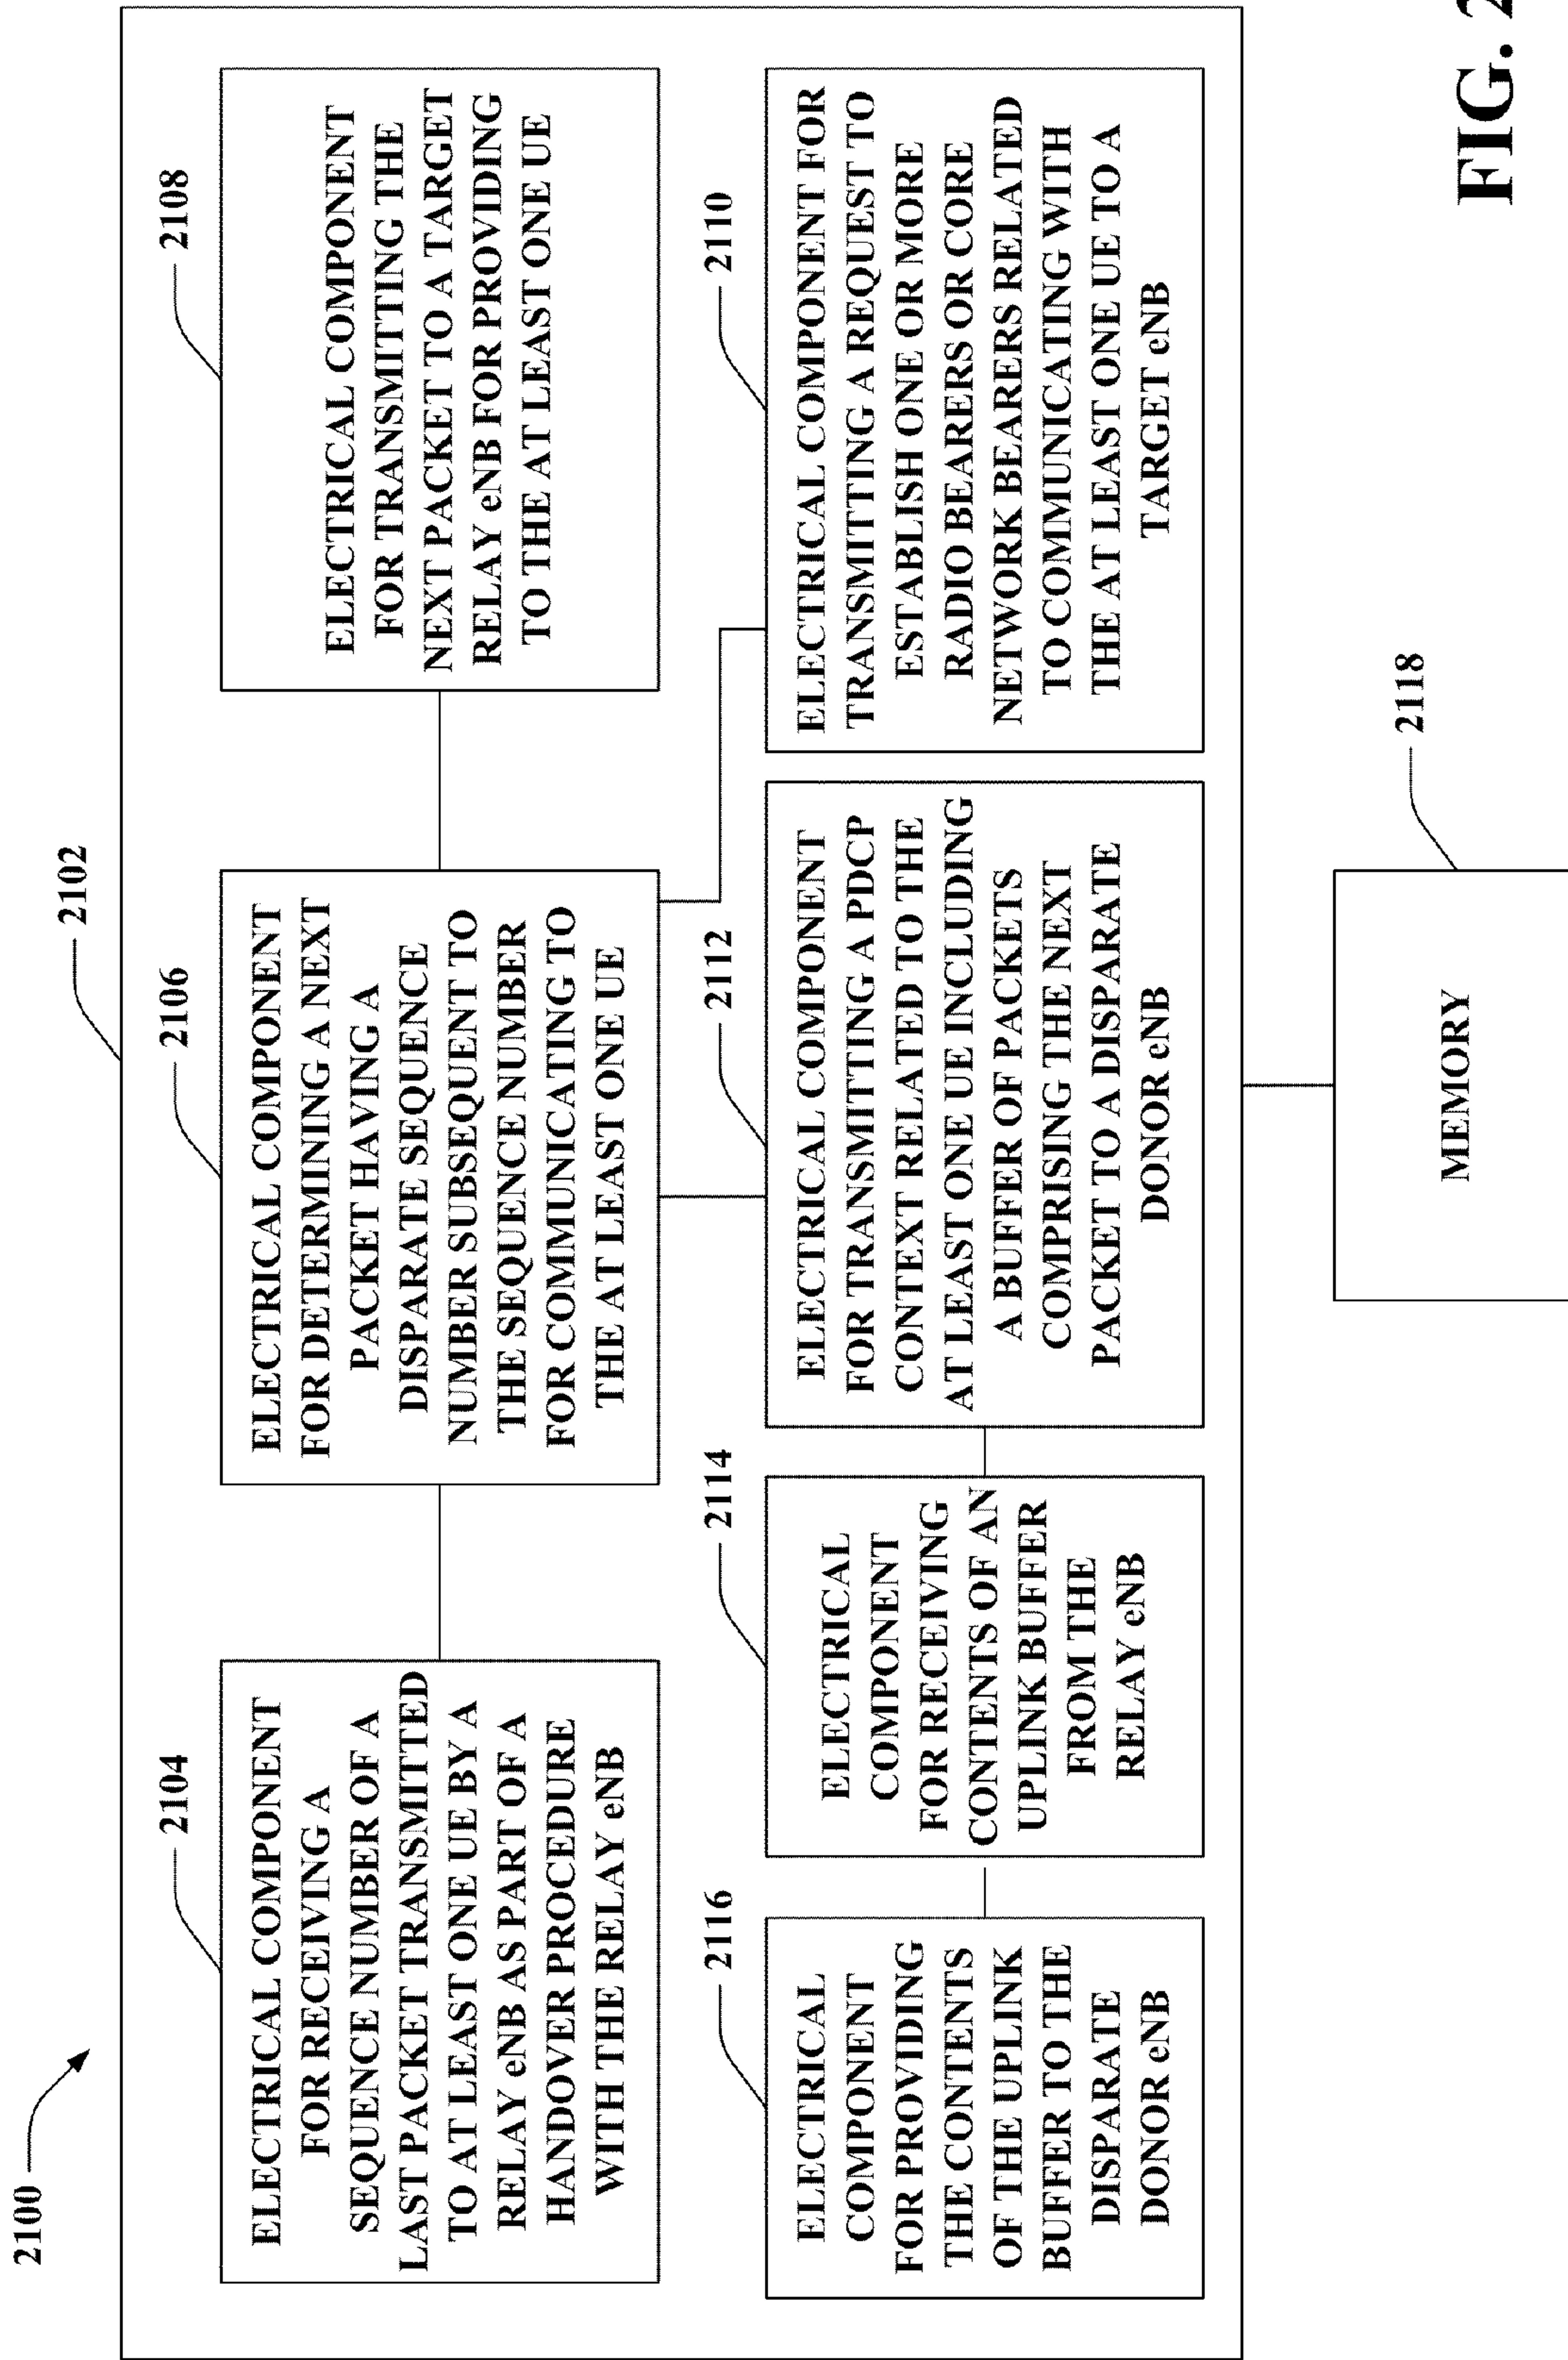 2100
2102
2104
ELECTRICAL COMPONENT
FOR RECEIVING A
SEQUENCE NUMBER OF A
LAST PACKET TRANSMITTED
TO AT LEAST ONE UE BY A
RELAY eNB AS PART OF A
HANDOVER PROCEDURE
WITH THE RELAY eNB
2106
ELECTRICAL COMPONENT
FOR DETERMINING A NEXT
PACKET HAVING A
DISPARATE SEQUENCE
NUMBER SUBSEQUENT TO
THE SEQUENCE NUMBER
FOR COMMUNICATING TO
THE AT LEAST ONE UE
2108
ELECTRICAL COMPONENT
FOR TRANSMITTING THE
NEXT PACKET TO A TARGET
RELAY eNB FOR PROVIDING
TO THE AT LEAST ONE UE
2116
ELECTRICAL
COMPONENT
FOR PROVIDING
THE CONTENTS
OF THE UPLINK
BUFFER TO THE
DISPARATE
DONOR eNB
2114
ELECTRICAL
COMPONENT
FOR RECEIVING
CONTENTS OF AN
UPLINK BUFFER
FROM THE
RELAY eNB
2112
ELECTRICAL COMPONENT
FOR TRANSMITTING A PDCP
CONTEXT RELATED TO THE
AT LEAST ONE UE INCLUDING
A BUFFER OF PACKETS
COMPRISING THE NEXT
PACKET TO A DISPARATE
DONOR eNB
2110
ELECTRICAL COMPONENT FOR
TRANSMITTING A REQUEST TO
ESTABLISH ONE OR MORE
RADIO BEARERS OR CORE
NETWORK BEARERS RELATED
TO COMMUNICATING WITH
THE AT LEAST ONE UE TO A
TARGET eNB
2118
MEMORY
FIG. 2